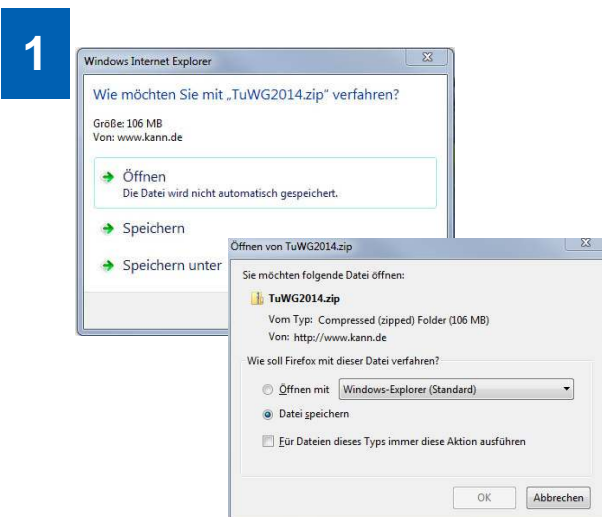 1
Windows Internet Explorer
Wie möchten Sie mit „TuWG2014.zip“ verfahren?
Größe: 106 MB
Von: www.kann.de
Öffnen
Die Datei wird nicht automatisch gespeichert.
Speichern
Speichern unter
Öffnen von TuWG2014.zip
Sie möchten folgende Datei öffnen:
TuWG2014.zip
Vom Typ: Compressed (zipped) Folder (106 MB)
Von: http://www.kann.de
Wie soll Firefox mit dieser Datei verfahren?
Öffnen mit Windows-Explorer (Standard)
Datei speichern
Für Dateien dieses Typs immer diese Aktion ausführen
OK Abbrechen